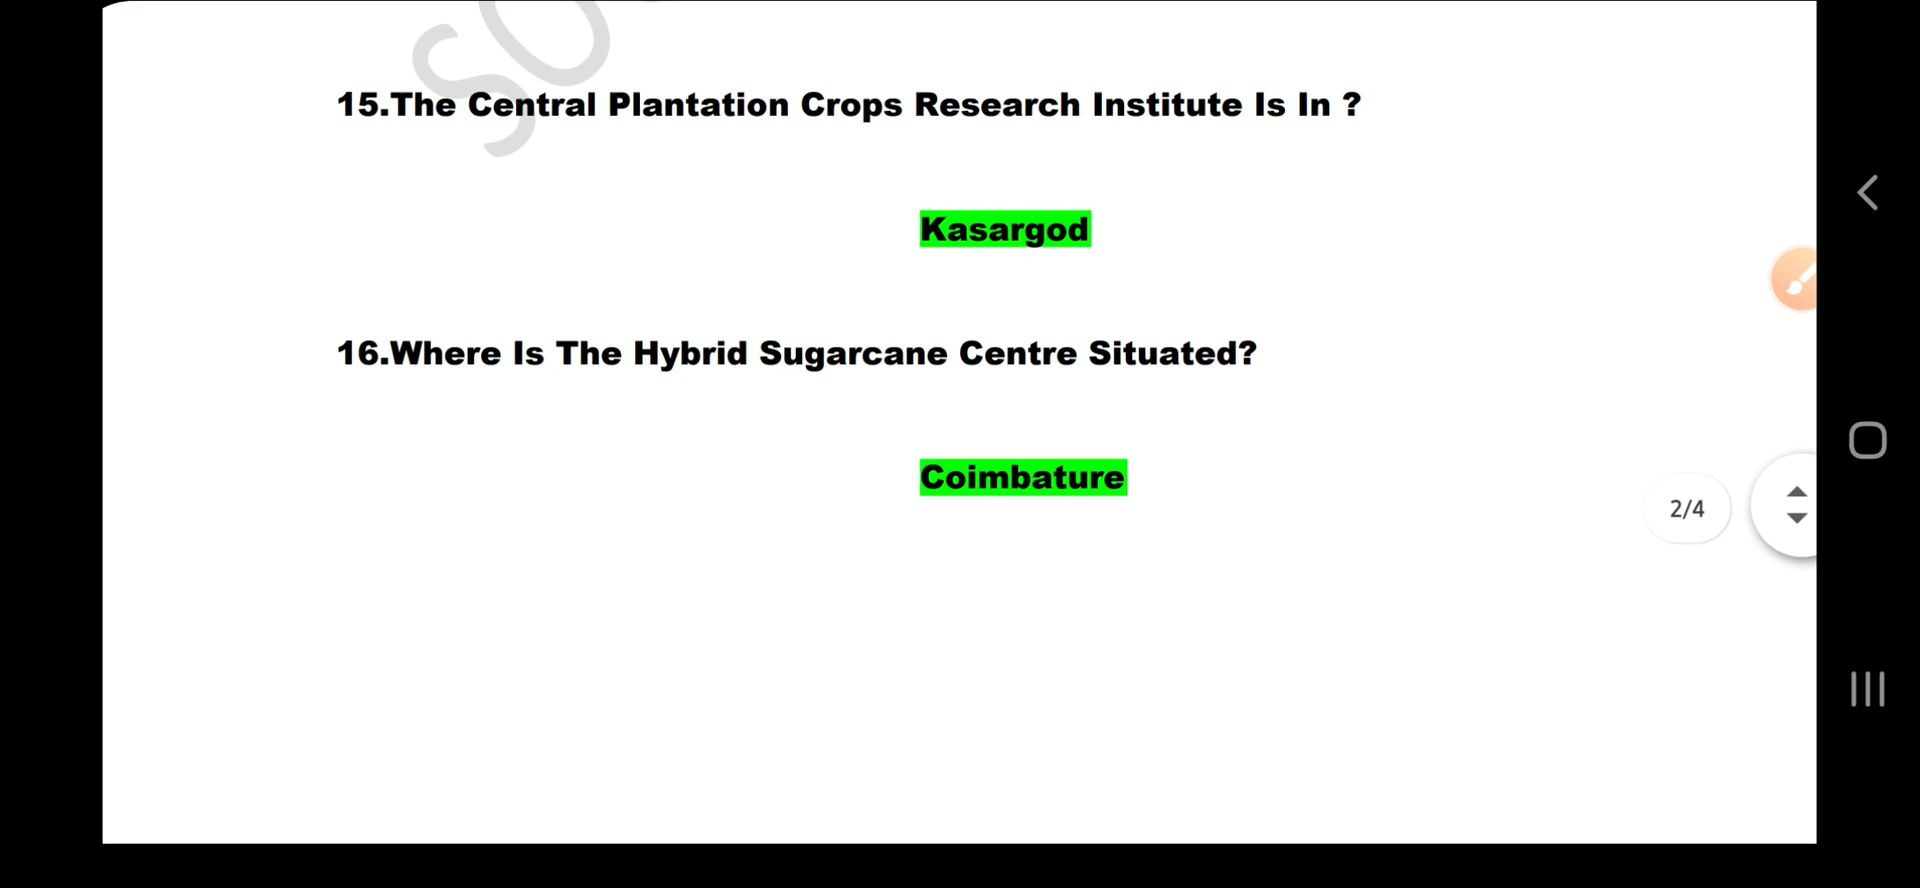 SO
15.The Central Plantation Crops Research Institute Is In ?
Kasargod
16.Where Is The Hybrid Sugarcane Centre Situated?
Coimbature
2/4